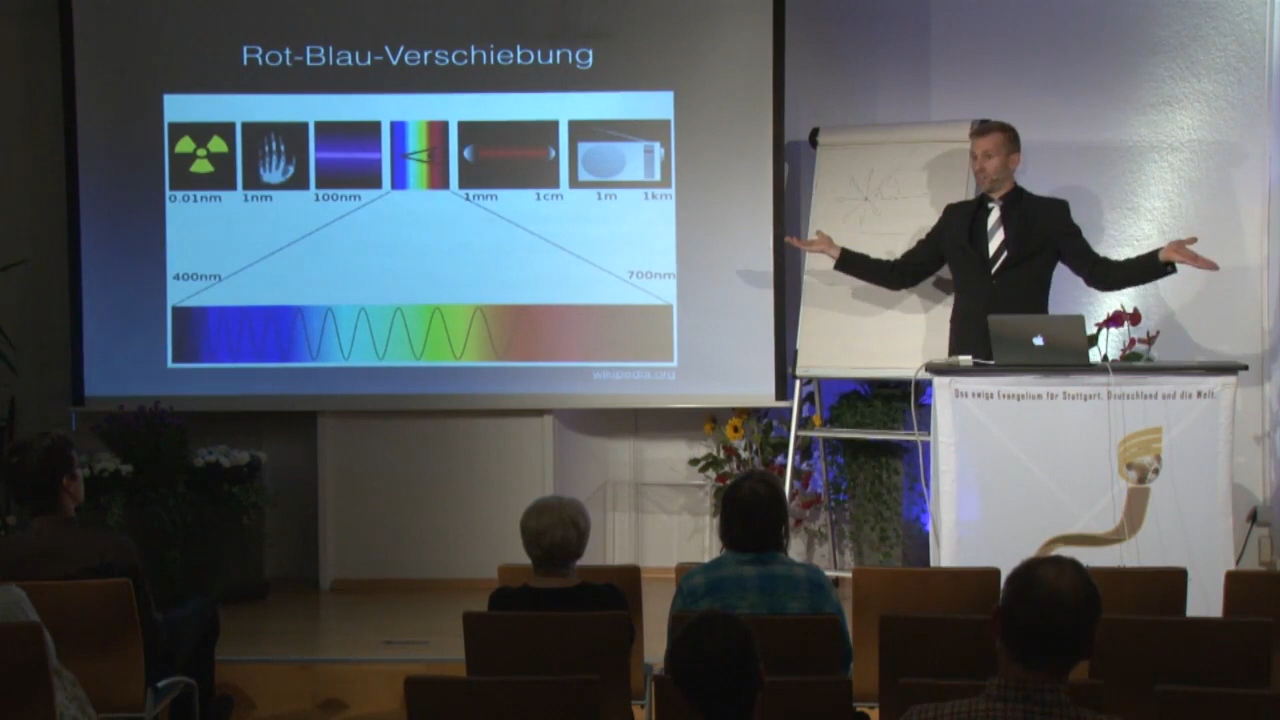 Rot-Blau-Verschiebung
0.01nm 1nm 100nm 1mm 1cm 1m 1km
400nm 700nm
wikipedia.org
Das ewige Evangelium für Stuttgart, Deutschland und die Welt.